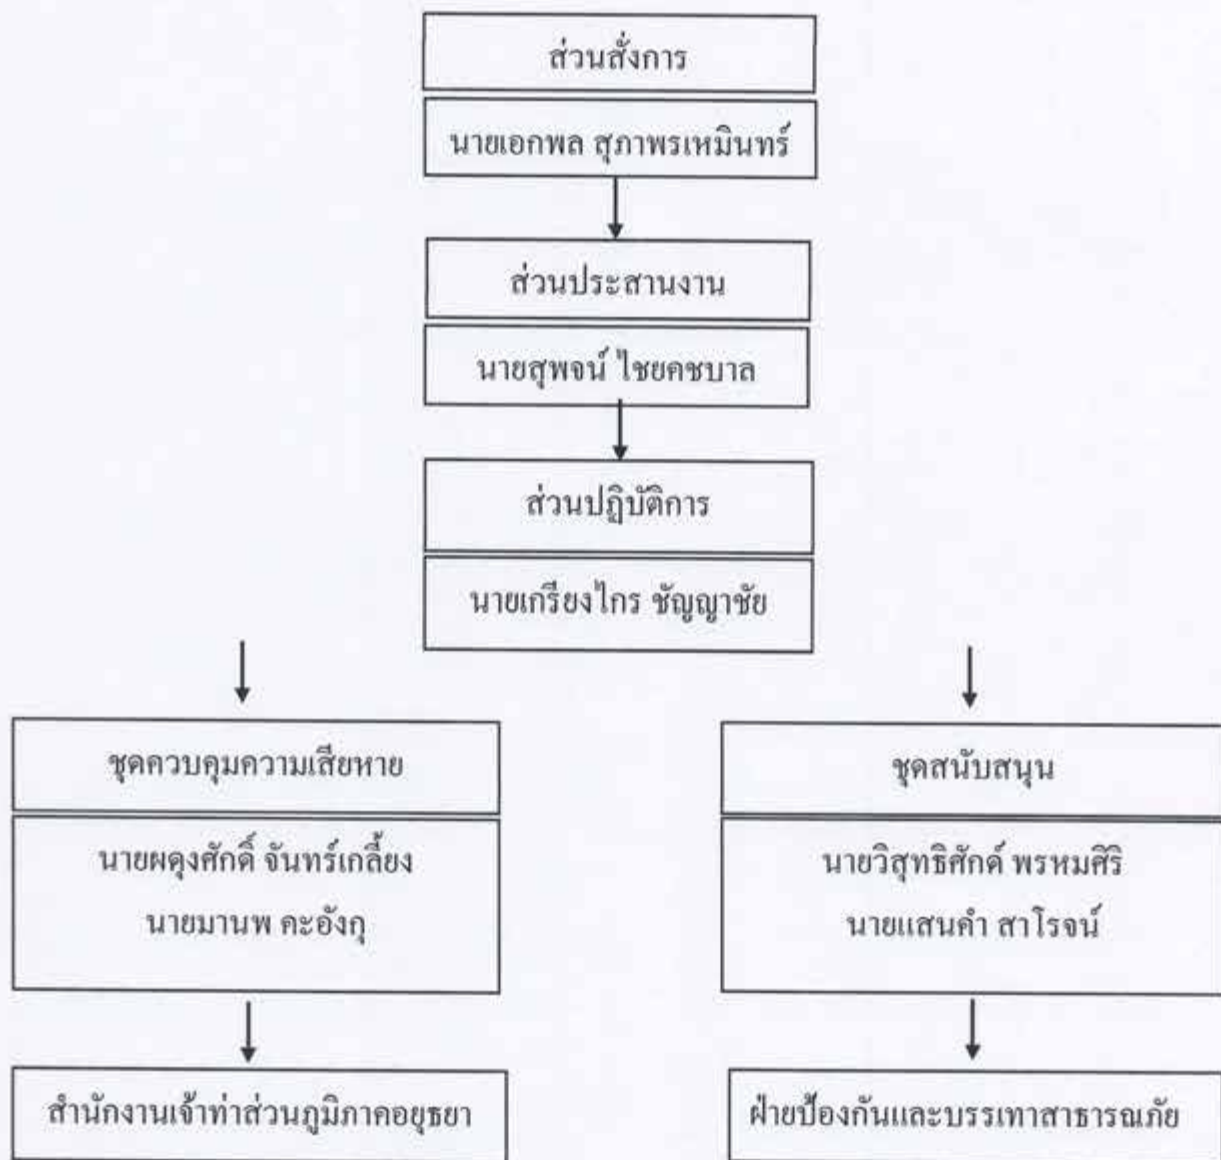 ส่วนสั่งการ
นายเอกพล สุภาพรเหมินทร์
ส่วนประสานงาน
นายสุพจน์ ไชยคชบาล
ส่วนปฏิบัติการ
นายเกรียงไกร ชัญญาชัย
ชุดควบคุมความเสียหาย
นายผดุงศักดิ์ จันทร์เกลี้ยง
นายมานพ คะอังกุ
ชุดสนับสนุน
นายวิสุทธิศักด์ พรหมศิริ
นายแสนคำ สาโรจน์
สำนักงานเจ้าท่าส่วนภูมิภาคอยุธยา
ฝ่ายป้องกันและบรรเทาสาธารณภัย